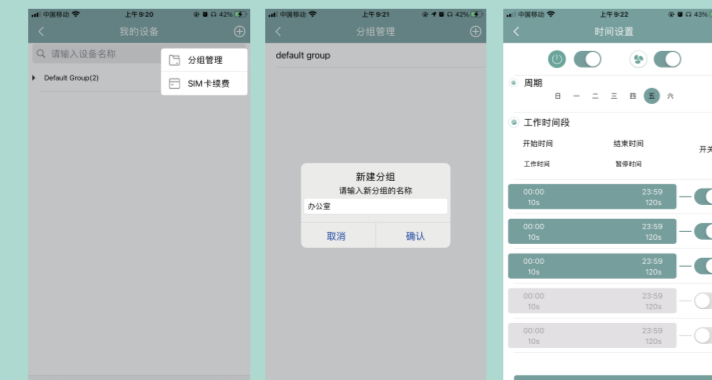 中国移动 上午9:20 42%
我的设备
请输入设备名称
分组管理
Default Group(2)
SIM卡续费
中国移动 上午9:21 42%
分组管理
default group
新建分组
请输入新分组的名称
办公室
取消 确认
中国移动 上午9:22 43%
时间设置
周期
日 一 二 三 四 五 六
工作时间段
开始时间 结束时间
开关
工作时间 暂停时间
00:00 23:59
10s 120s
00:00 23:59
10s 120s
00:00 23:59
10s 120s
00:00 23:59
10s 120s
00:00 23:59
10s 120s